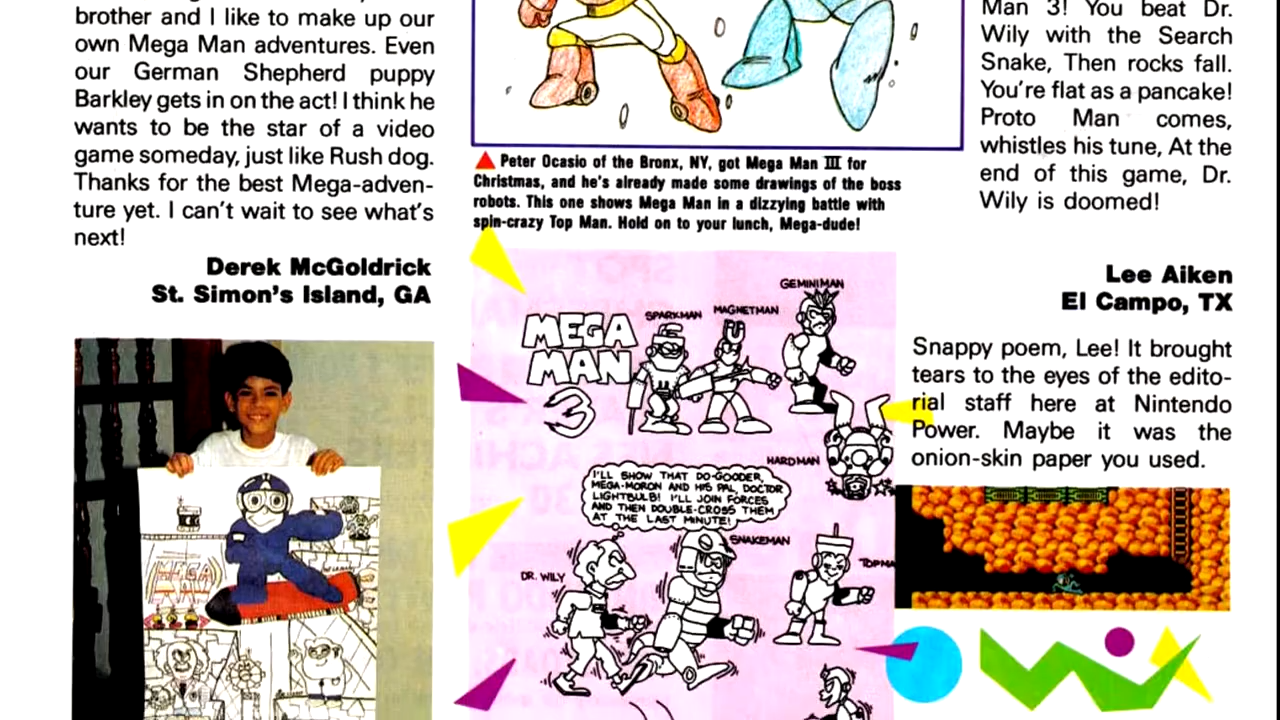 brother and I like to make up our
own Mega Man adventures. Even
our German Shepherd puppy
Barkley gets in on the act! I think he
wants to be the star of a video
game someday, just like Rush dog.
Thanks for the best Mega-adven-
ture yet. I can't wait to see what's
next!
Derek McGoldrick
St. Simon's Island, GA
MEGA
Peter Ocasio of the Bronx, NY, got Mega Man III for
Christmas, and he's already made some drawings of the boss
robots. This one shows Mega Man in a dizzying battle with
spin-crazy Top Man. Hold on to your lunch, Mega-dude!
MEGA
MAN
3
SPARKMAN
MAGNETMAN
GEMINIMAN
HARDMAN
I'LL SHOW THAT DO-GOODER,
MEGA-MORON AND HIS PAL, DOCTOR
LIGHTBULB! I'LL JOIN FORCES
AND THEN DOUBLE-CROSS THEM
AT THE LAST MINUTE!
DR. WILY
SNAKEMAN
TOPMA
Man 3! You beat Dr.
Wily with the Search
Snake, Then rocks fall.
You're flat as a pancake!
Proto Man comes,
whistles his tune, At the
end of this game, Dr.
Wily is doomed!
Lee Aiken
El Campo, TX
Snappy poem, Lee! It brought
tears to the eyes of the edito-
rial staff here at Nintendo
Power. Maybe it was the
onion-skin paper you used.